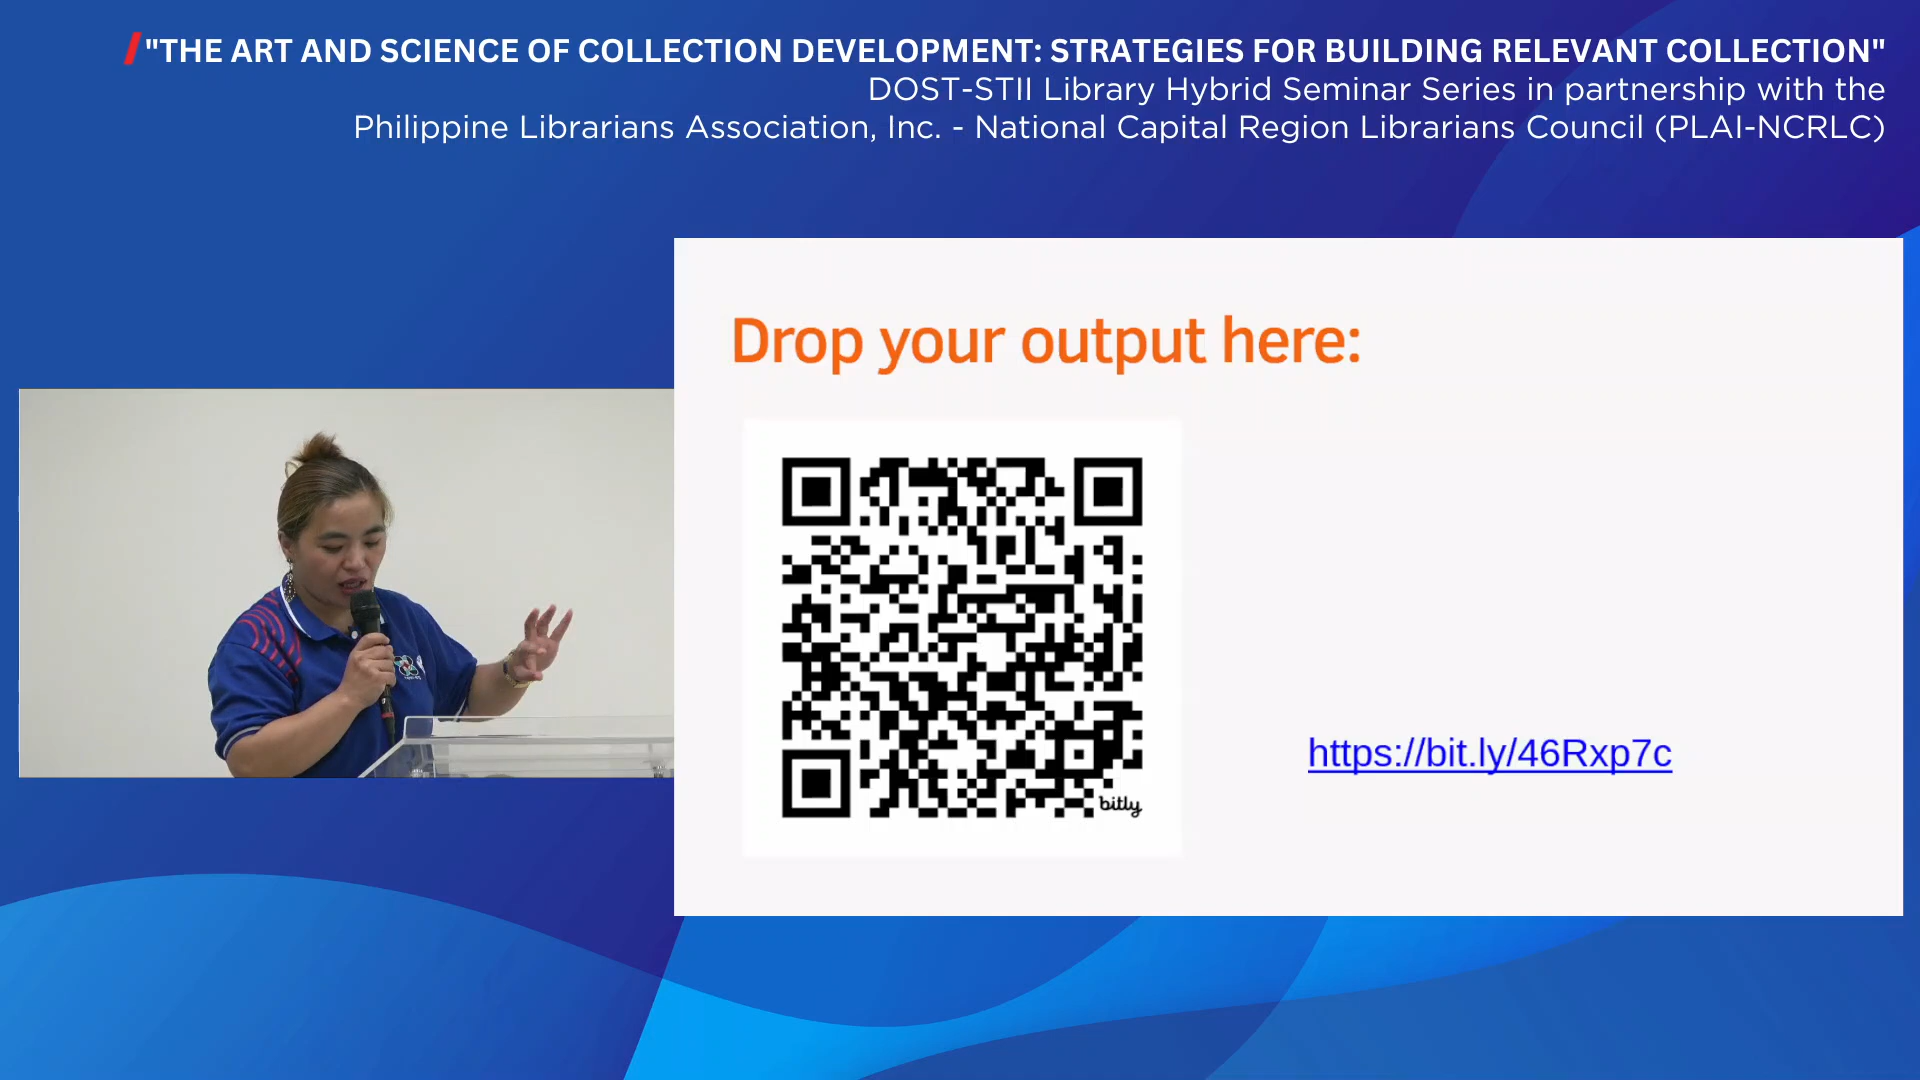 "THE ART AND SCIENCE OF COLLECTION DEVELOPMENT: STRATEGIES FOR BUILDING RELEVANT COLLECTION"
DOST-STII Library Hybrid Seminar Series in partnership with the
Philippine Librarians Association, Inc. - National Capital Region Librarians Council (PLAI-NCRLC)
Drop your output here:
bitly
https://bit.ly/46Rxp7c